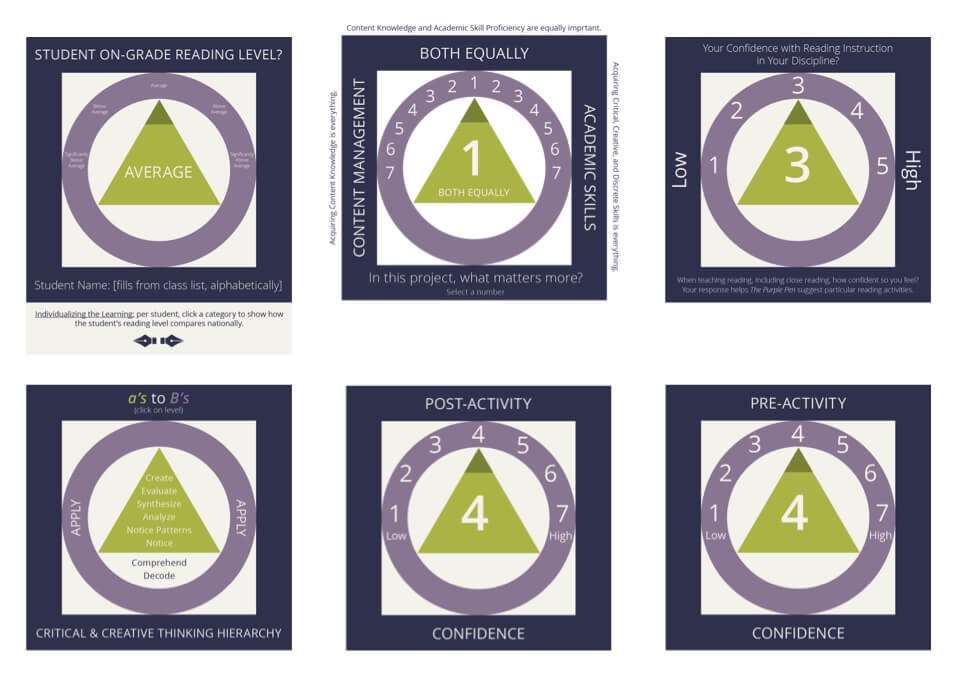 STUDENT ON-GRADE READING LEVEL?
Average
Below
Average
Above
Average
Significantly
Below
Average
Significantly
Above
Average
AVERAGE
Student Name: [fills from class list, alphabetically]
Individualizing the Learning: per student, click a category to show how
the student's reading level compares nationally.
Content Knowledge and Academic Skill Proficiency are equally imprtant.
BOTH EQUALLY
Acquiring Content Knowledge is everything.
CONTENT MANAGEMENT
7 6 5 4 3 2 1 2 3 4 5 6 7
1
BOTH EQUALLY
ACADEMIC SKILLS
Acquiring Critical, Creative, and Discrete Skills is everything.
In this project, what matters more?
Select a number
Your Confidence with Reading Instruction
in Your Discipline?
Low
1 2 3 4 5
High
3
When teaching reading, including close reading, how confident so you feel?
Your response helps The Purple Pen suggest particular reading activities.
a's to B's
(click on level)
APPLY
Create
Evaluate
Synthesize
Analyze
Notice Patterns
Notice
Comprehend
Decode
APPLY
CRITICAL & CREATIVE THINKING HIERARCHY
POST-ACTIVITY
1 2 3 4 5 6 7
Low
High
4
CONFIDENCE
PRE-ACTIVITY
1 2 3 4 5 6 7
Low
High
4
CONFIDENCE